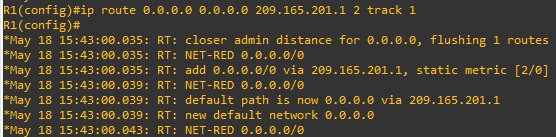 R1(config)#ip route 0.0.0.0 0.0.0.0 209.165.201.1 2 track 1
R1(config)#
*May 18 15:43:00.035: RT: closer admin distance for 0.0.0.0, flushing 1 routes
*May 18 15:43:00.035: RT: NET-RED 0.0.0.0/0
*May 18 15:43:00.035: RT: add 0.0.0.0/0 via 209.165.201.1, static metric [2/0]
*May 18 15:43:00.039: RT: NET-RED 0.0.0.0/0
*May 18 15:43:00.039: RT: default path is now 0.0.0.0 via 209.165.201.1
*May 18 15:43:00.039: RT: new default network 0.0.0.0
*May 18 15:43:00.043: RT: NET-RED 0.0.0.0/0